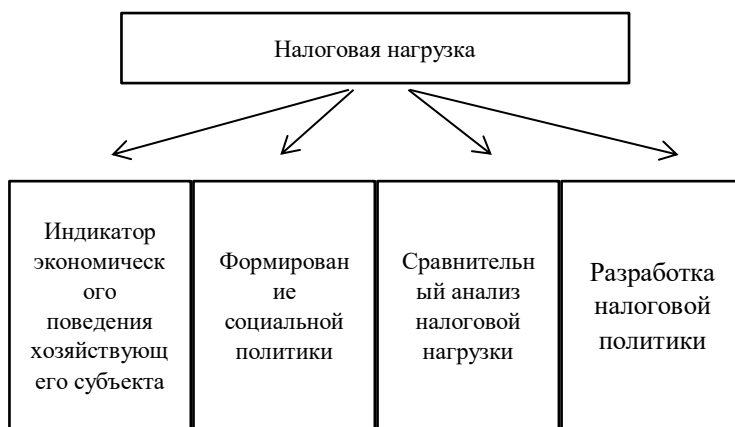 Налоговая нагрузка
Индикатор
экономическ
ого
поведения
хозяйствующ
его субъекта
Формирован
ие
социальной
политики
Сравнительн
ый анализ
налоговой
нагрузки
Разработка
налоговой
политики